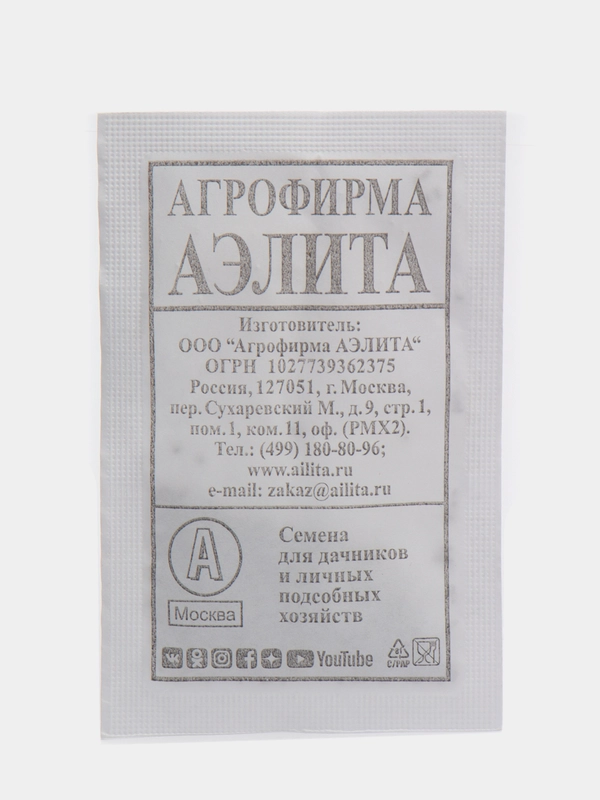 АГРОФИРМА
АЭЛИТА
Изготовитель:
ООО “Агрофирма АЭЛИТА“
ОГРН 1027739362375
Россия, 127051, г. Москва,
пер. Сухаревский М., д. 9, стр. 1,
пом. 1, ком. 11, оф. (РМХ2).
Тел.: (499) 180-80-96;
www.ailita.ru
e-mail: zakaz@ailita.ru
А
Москва
Семена
для дачников
и личных
подсобных
хозяйств
YouTube
81
C/PAP